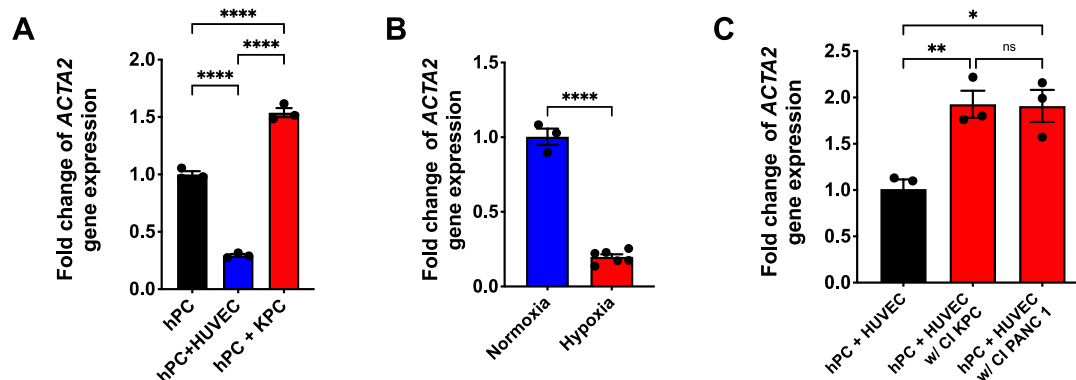 A
Fold change of ACTA2
gene expression
2.0
1.5
1.0
0.5
0.0
****
****
****
hPC
hPC+HUVEC
hPC + KPC
B
Fold change of ACTA2
gene expression
1.5
1.0
0.5
0.0
****
Normoxia
Hypoxia
C
Fold change of ACTA2
gene expression
2.5
2.0
1.5
1.0
0.5
0.0
*
**
ns
hPC + HUVEC
hPC + HUVEC
w/ CI KPC
hPC + HUVEC
w/ CI PANC 1